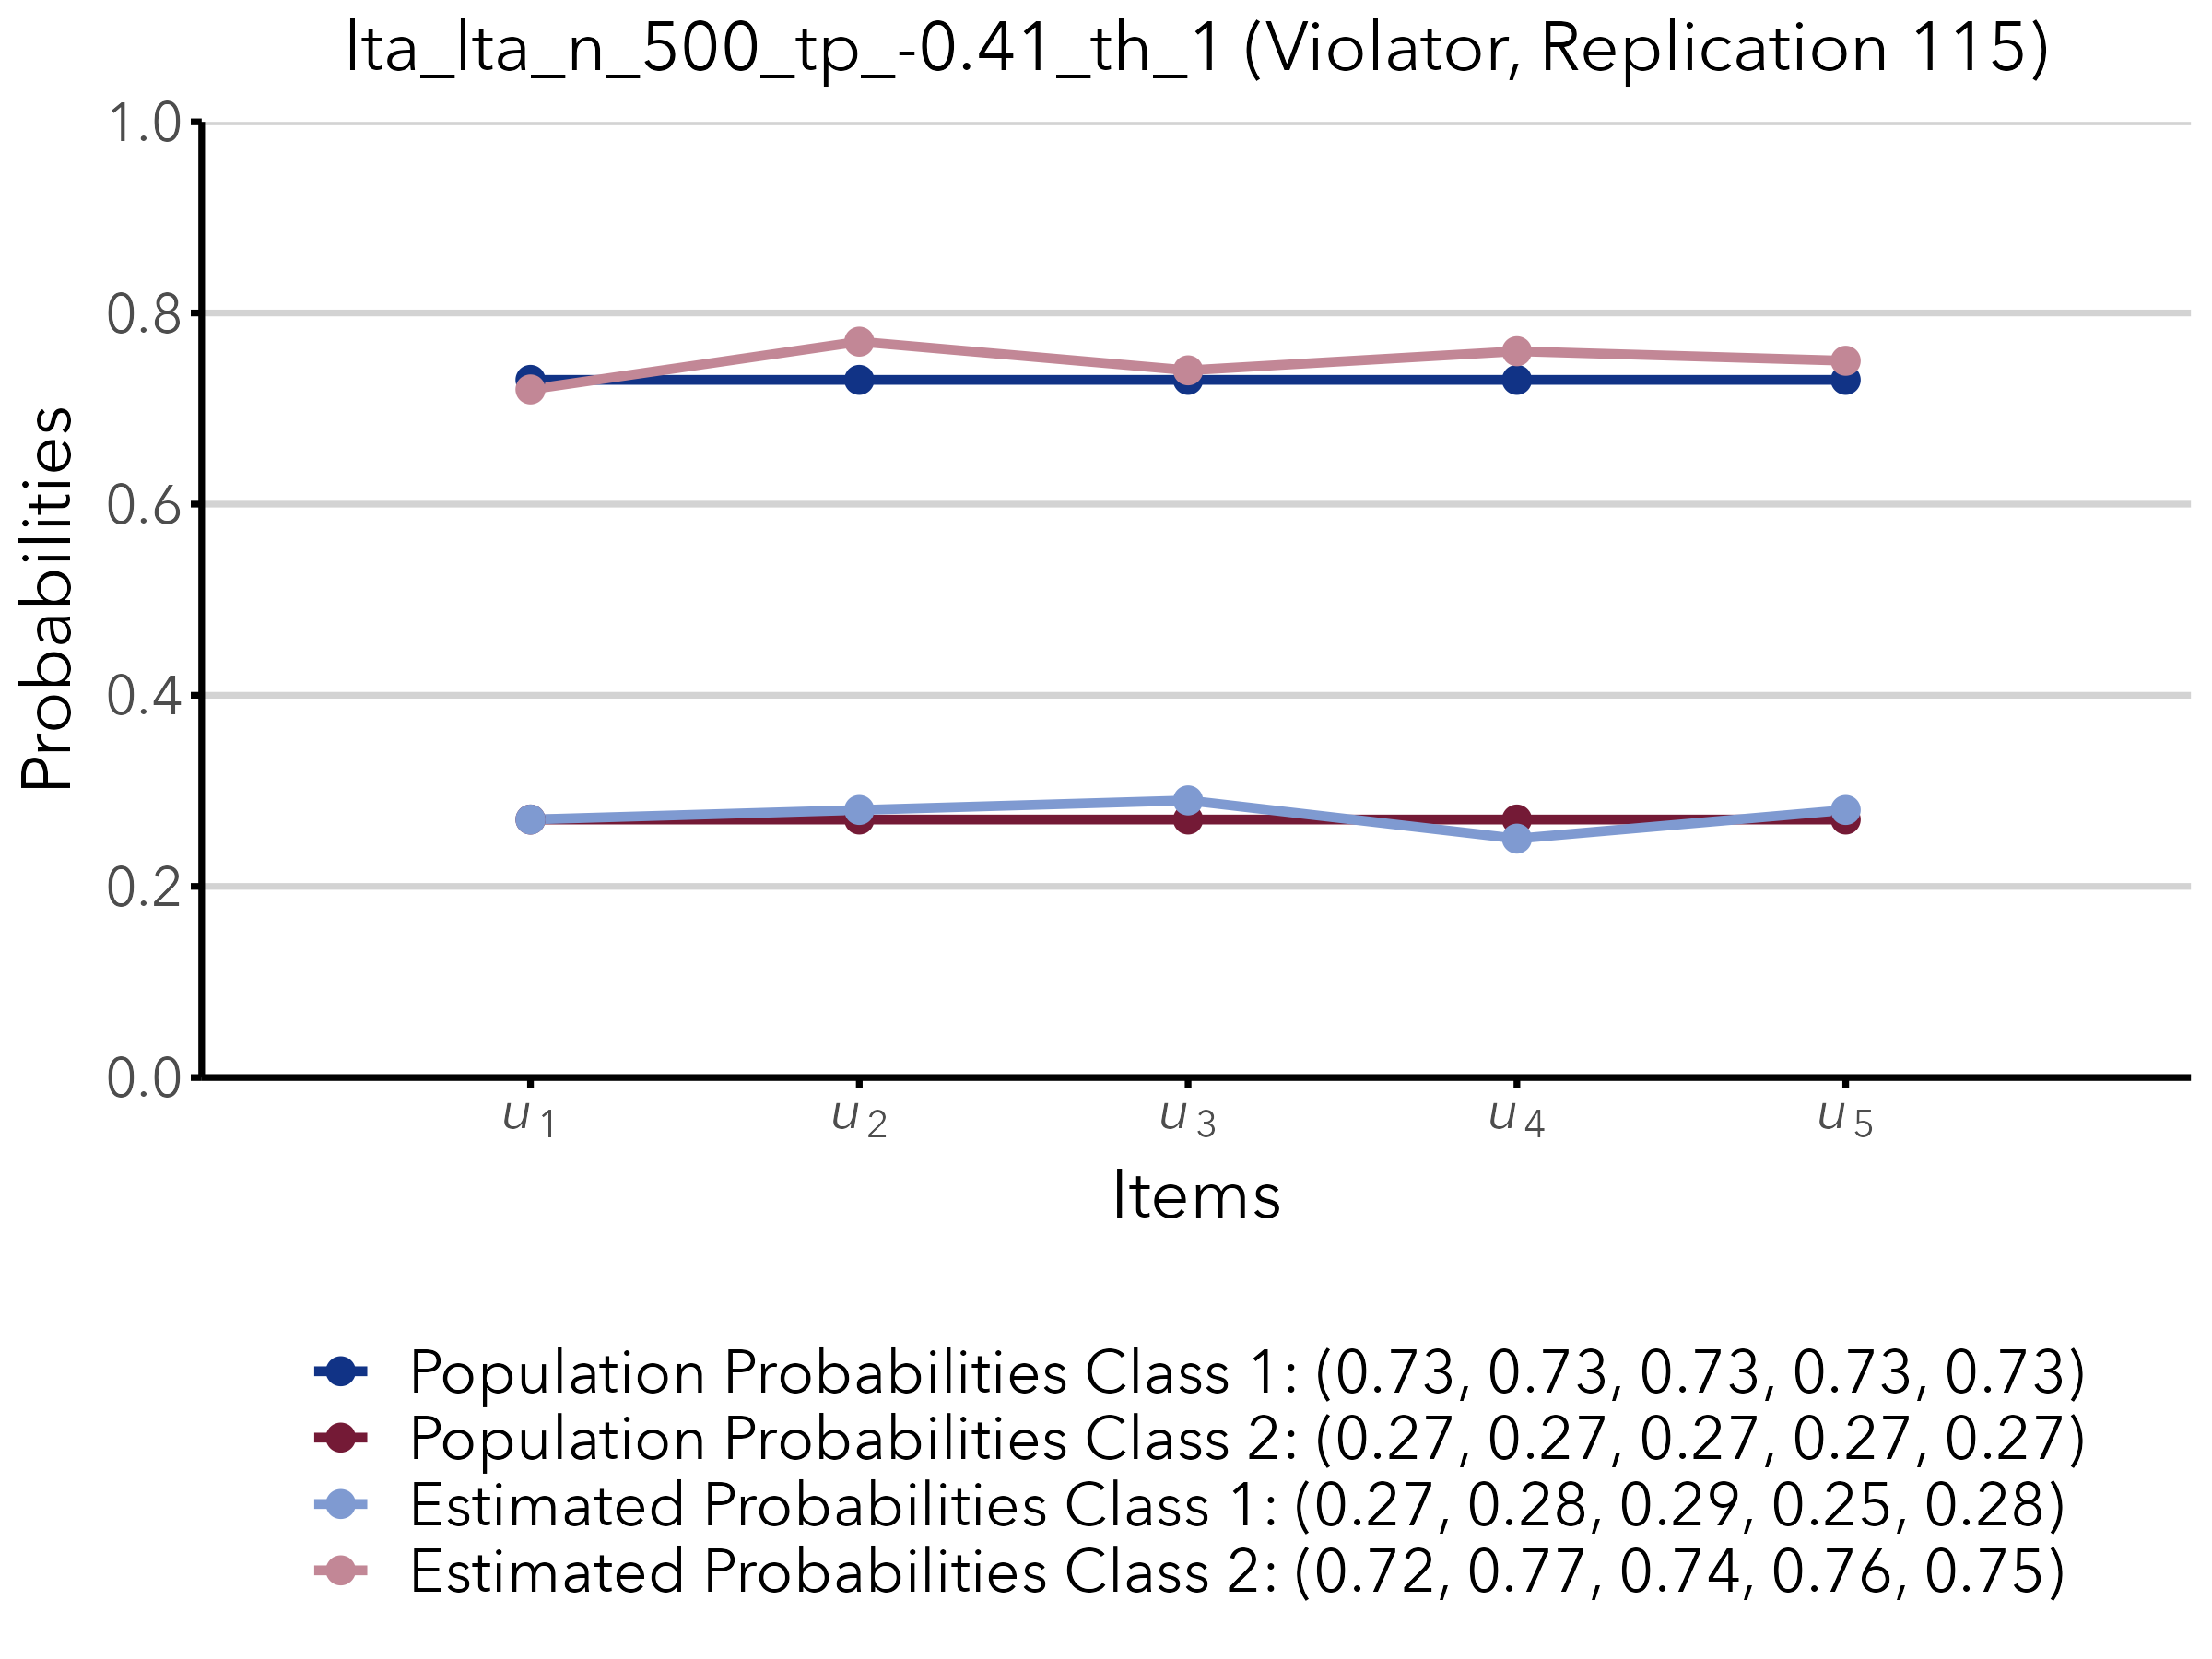 lta_lta_n_500_tp_-0.41_th_1 (Violator, Replication 115)
1.0
0.8
0.6
0.4
0.2
0.0
Probabilities
u1 u2 u3 u4 u5
Items
Population Probabilities Class 1: (0.73, 0.73, 0.73, 0.73, 0.73)
Population Probabilities Class 2: (0.27, 0.27, 0.27, 0.27, 0.27)
Estimated Probabilities Class 1: (0.27, 0.28, 0.29, 0.25, 0.28)
Estimated Probabilities Class 2: (0.72, 0.77, 0.74, 0.76, 0.75)